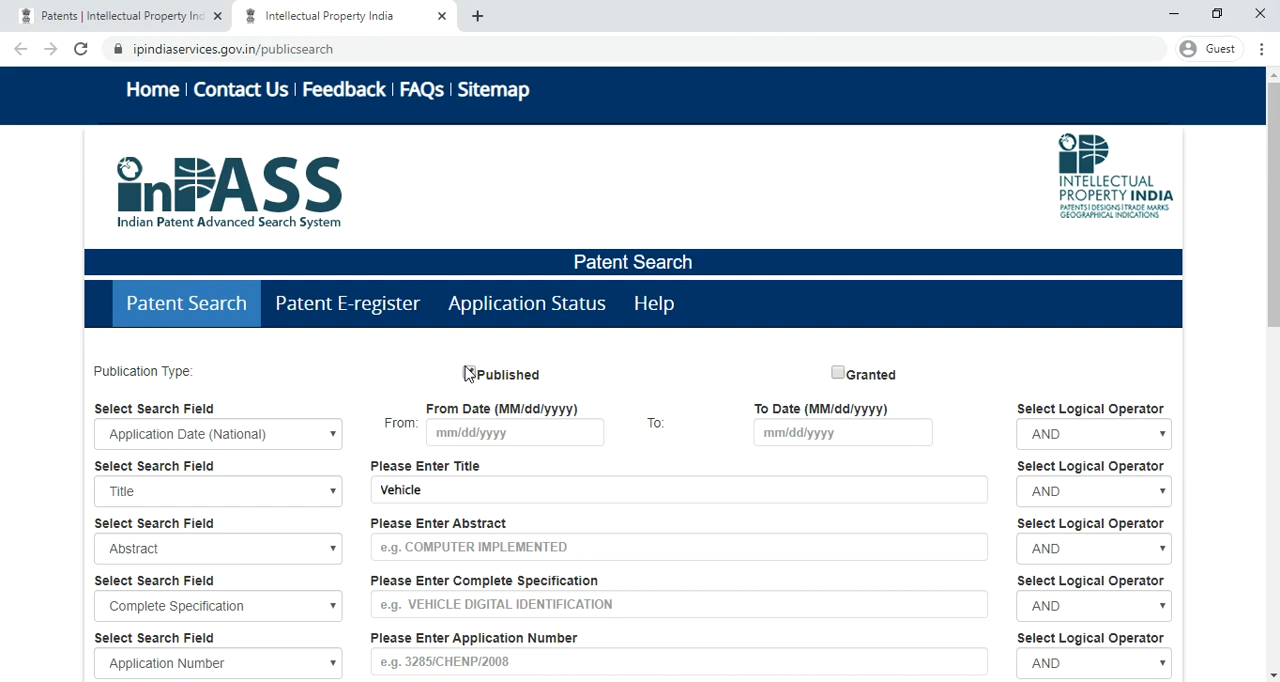 Patents | Intellectual Property Ind
Intellectual Property India
ipindiaservices.gov.in/publicsearch
Guest
Home | Contact Us | Feedback | FAQs | Sitemap
inPASS
Indian Patent Advanced Search System
IP
INTELLECTUAL
PROPERTY INDIA
PATENTS | DESIGNS | TRADE MARKS
GEOGRAPHICAL INDICATIONS
Patent Search
Patent Search Patent E-register Application Status Help
Publication Type: Published Granted
Select Search Field From Date (MM/dd/yyyy) To Date (MM/dd/yyyy) Select Logical Operator
Application Date (National) From: mm/dd/yyyy To: mm/dd/yyyy AND
Select Search Field Please Enter Title Select Logical Operator
Title Vehicle AND
Select Search Field Please Enter Abstract Select Logical Operator
Abstract e.g. COMPUTER IMPLEMENTED AND
Select Search Field Please Enter Complete Specification Select Logical Operator
Complete Specification e.g. VEHICLE DIGITAL IDENTIFICATION AND
Select Search Field Please Enter Application Number Select Logical Operator
Application Number e.g. 3285/CHENP/2008 AND